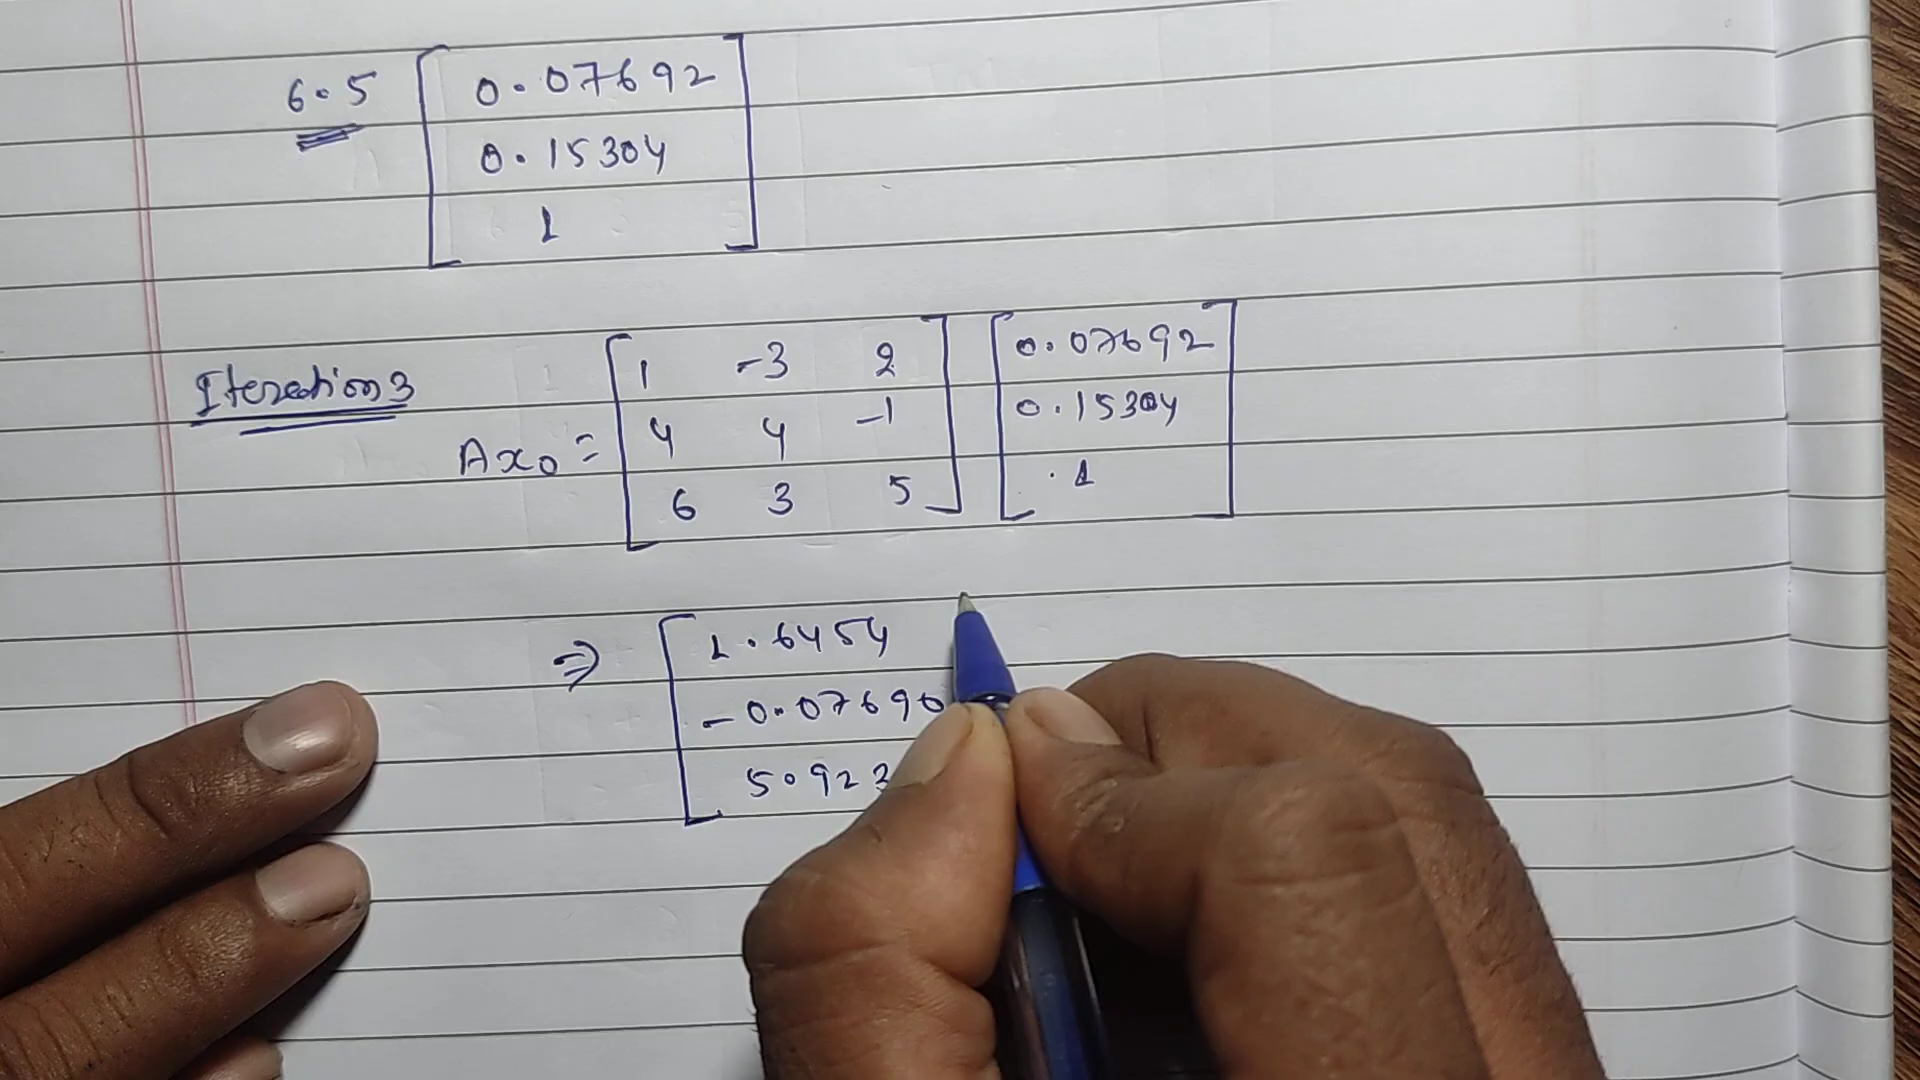 6.5 [ 0.07692
0.15304
1 ]
Iteration 3
Ax₀ = [ 1 -3 2
4 4 -1
6 3 5 ] [ 0.07692
0.15304
1 ]
⇒ [ 1.6454
-0.07690
5.923